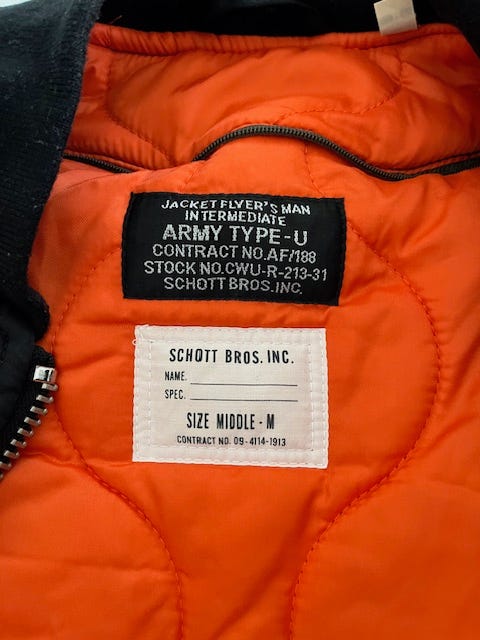 JACKET FLYER'S MAN
INTERMEDIATE
ARMY TYPE-U
CONTRACT NO.AF/188
STOCK NO.CWU-R-213-31
SCHOTT BROS.INC.
SCHOTT BROS. INC.
NAME.
SPEC.
SIZE MIDDLE - M
CONTRACT NO. 09-4114-1913